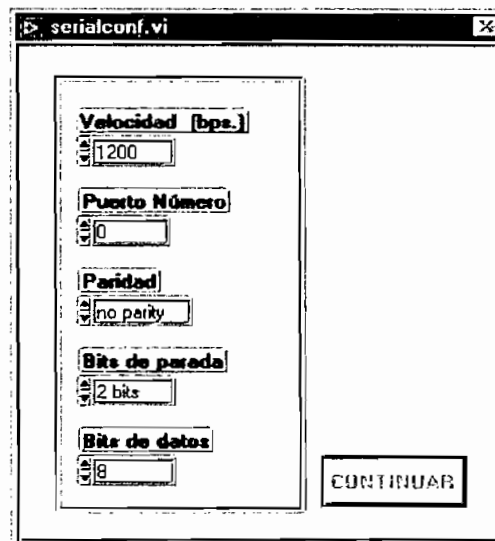 serialconf.vi
Velocidad (bps.)
1200
Puerto Número
0
Paridad
no parity
Bits de parada
2 bits
Bits de datos
8
CONTINUAR